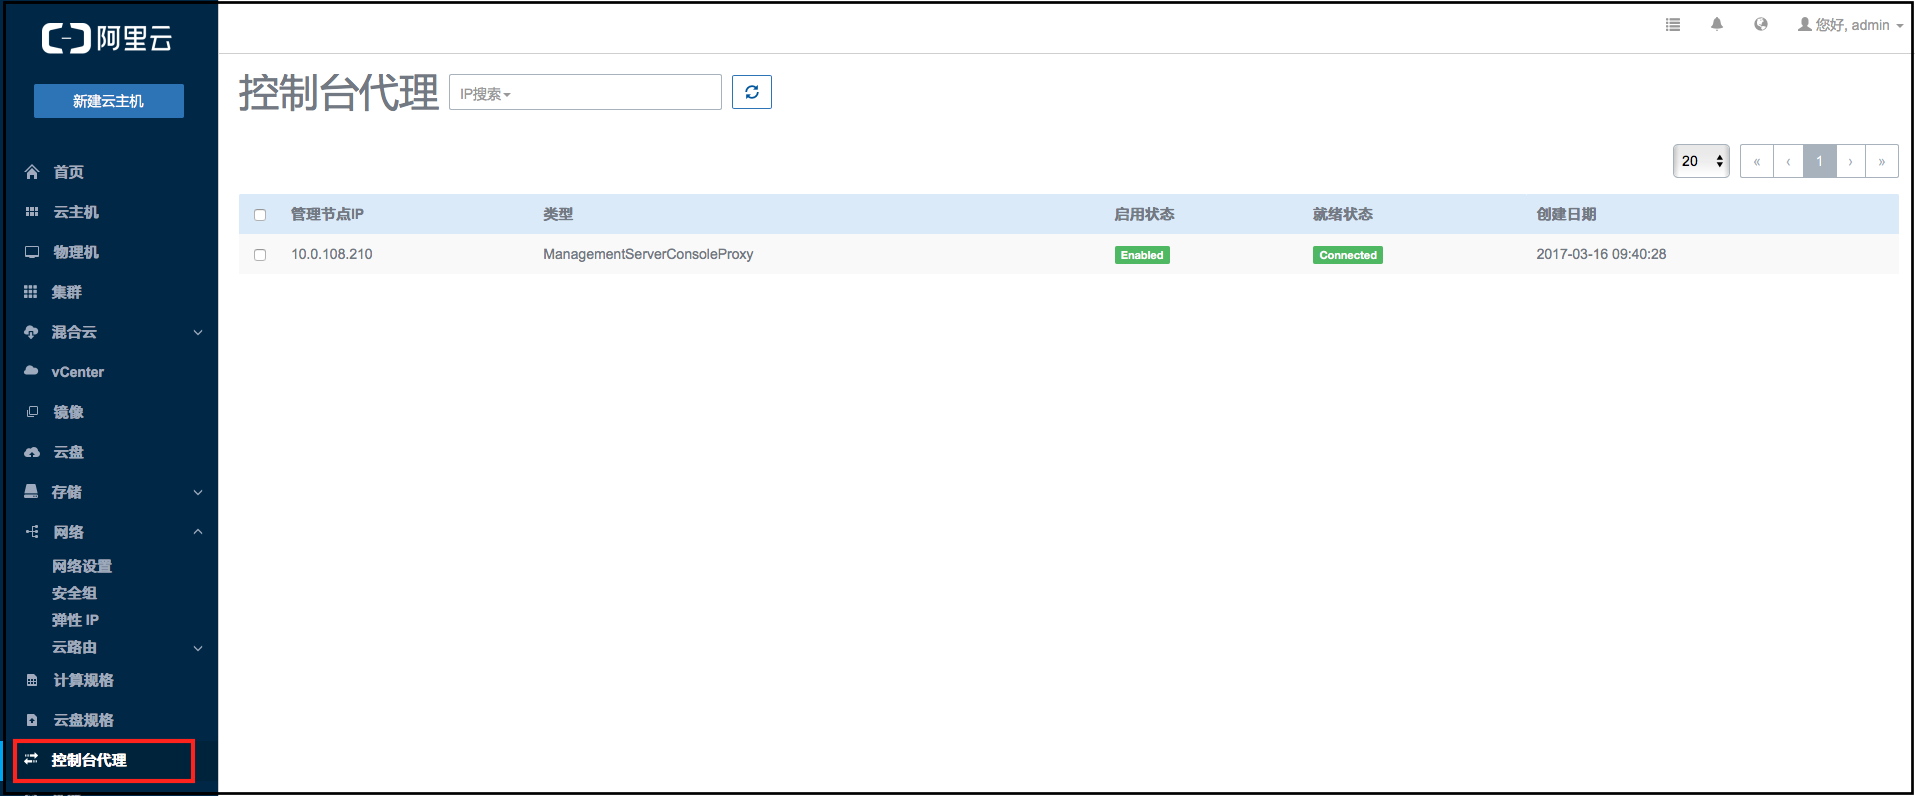 阿里云
新建云主机
首页
云主机
物理机
集群
混合云
vCenter
镜像
云盘
存储
网络
网络设置
安全组
弹性 IP
云路由
计算规格
云盘规格
控制台代理
您好, admin
控制台代理 IP搜索
20 « ‹ 1 › »
管理节点IP 类型 启用状态 就绪状态 创建日期
10.0.108.210 ManagementServerConsoleProxy Enabled Connected 2017-03-16 09:40:28